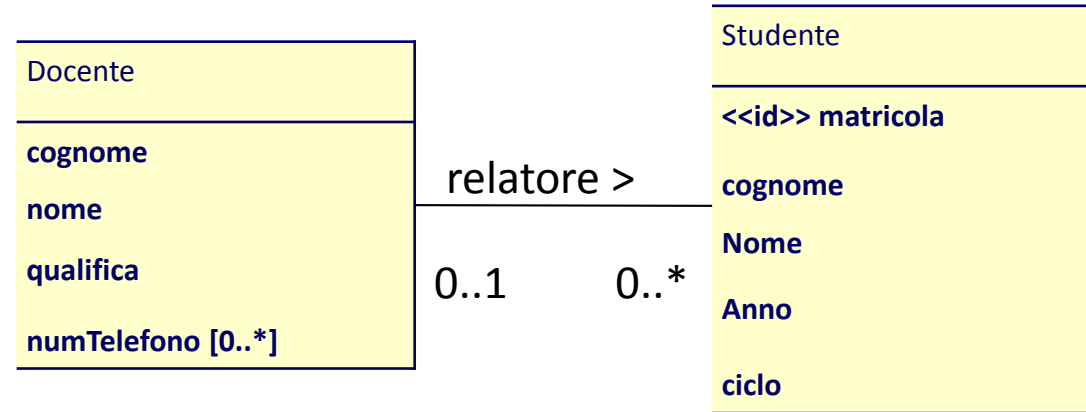 Docente
cognome
nome
qualifica
numTelefono [0..*]
relatore >
0..1
0..*
Studente
<<id>> matricola
cognome
Nome
Anno
ciclo